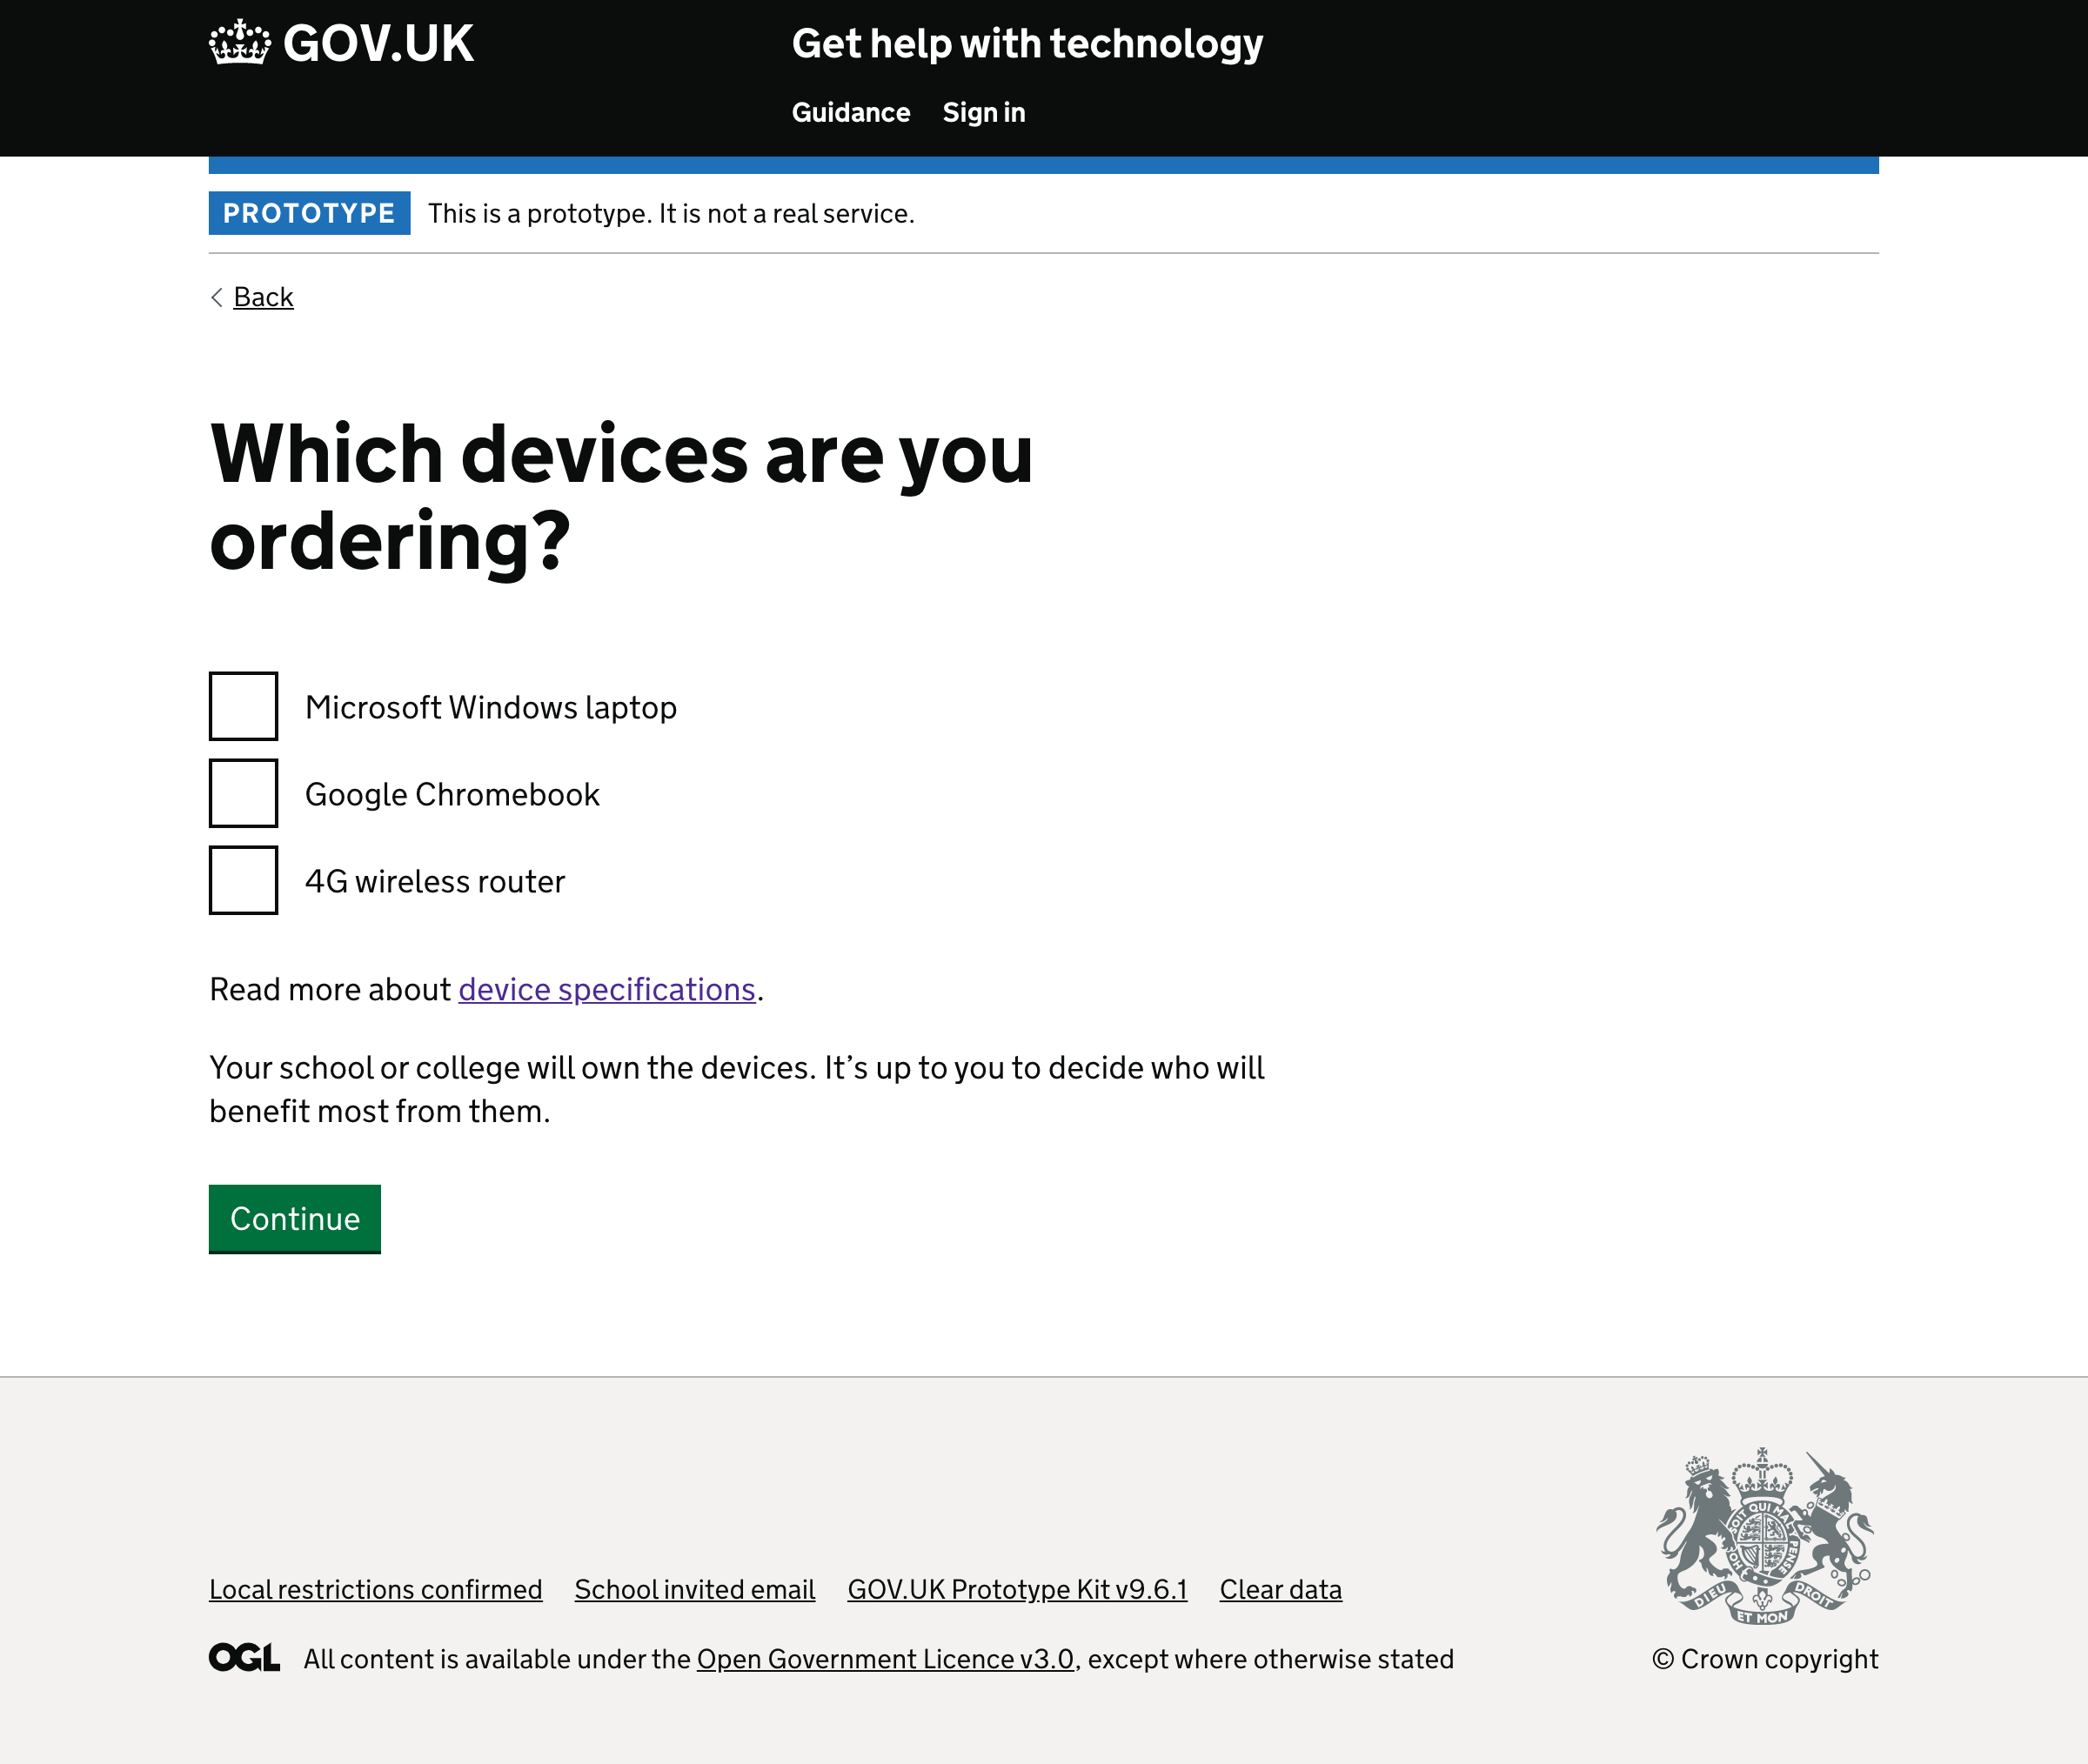 GOV.UK
Get help with technology
Guidance Sign in
PROTOTYPE This is a prototype. It is not a real service.
Back
Which devices are you
ordering?
Microsoft Windows laptop
Google Chromebook
4G wireless router
Read more about device specifications.
Your school or college will own the devices. It’s up to you to decide who will
benefit most from them.
Continue
Local restrictions confirmed School invited email GOV.UK Prototype Kit v9.6.1 Clear data
OGL All content is available under the Open Government Licence v3.0, except where otherwise stated
DIEU ET MON DROIT
© Crown copyright